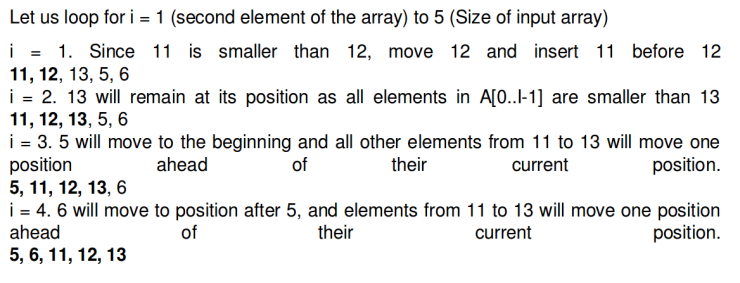 Let us loop for i = 1 (second element of the array) to 5 (Size of input array)
i = 1. Since 11 is smaller than 12, move 12 and insert 11 before 12
11, 12, 13, 5, 6
i = 2. 13 will remain at its position as all elements in A[0..I-1] are smaller than 13
11, 12, 13, 5, 6
i = 3. 5 will move to the beginning and all other elements from 11 to 13 will move one
position ahead of their current position.
5, 11, 12, 13, 6
i = 4. 6 will move to position after 5, and elements from 11 to 13 will move one position
ahead of their current position.
5, 6, 11, 12, 13